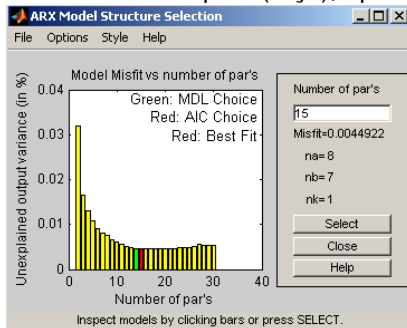 ARX Model Structure Selection
File Options Style Help
Model Misfit vs number of par's
Green: MDL Choice
Red: AIC Choice
Red: Best Fit
Unexplained output variance (in %)
0.04
0.03
0.02
0.01
0
0 10 20 30 40
Number of par's
Number of par's
15
Misfit=0.0044922
na=8
nb=7
nk=1
Select
Close
Help
Inspect models by clicking bars or press SELECT.